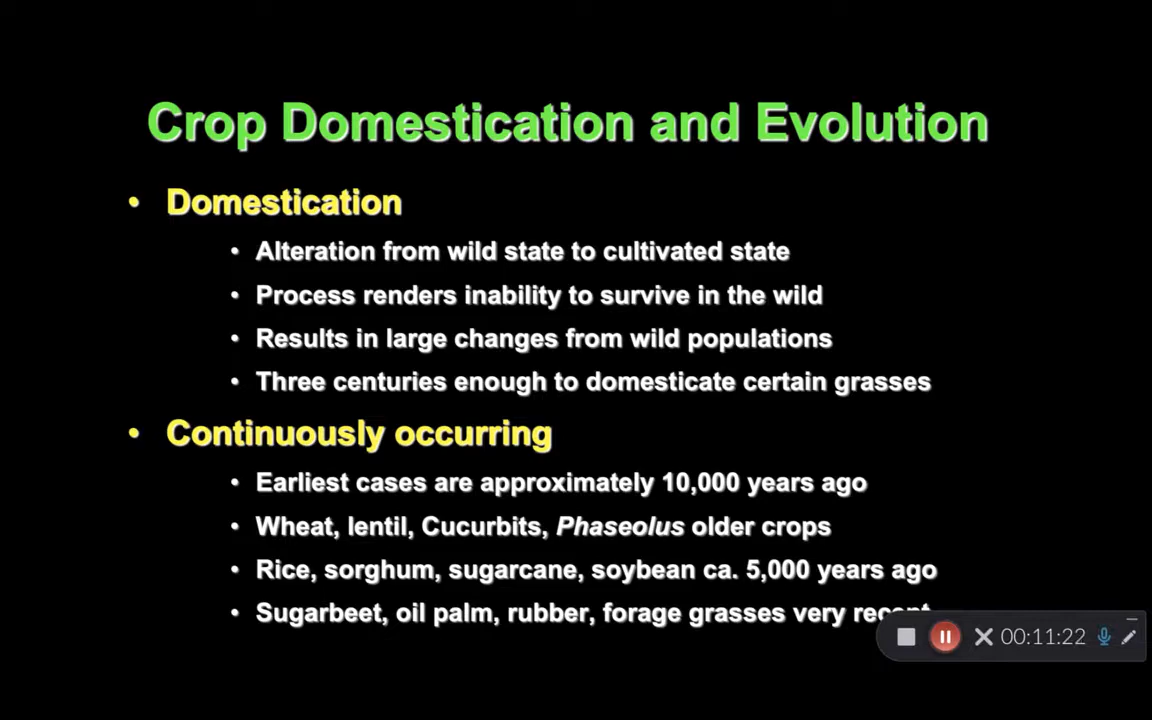 Crop Domestication and Evolution
• Domestication
• Alteration from wild state to cultivated state
• Process renders inability to survive in the wild
• Results in large changes from wild populations
• Three centuries enough to domesticate certain grasses
• Continuously occurring
• Earliest cases are approximately 10,000 years ago
• Wheat, lentil, Cucurbits, Phaseolus older crops
• Rice, sorghum, sugarcane, soybean ca. 5,000 years ago
• Sugarbeet, oil palm, rubber, forage grasses very recent
00:11:22